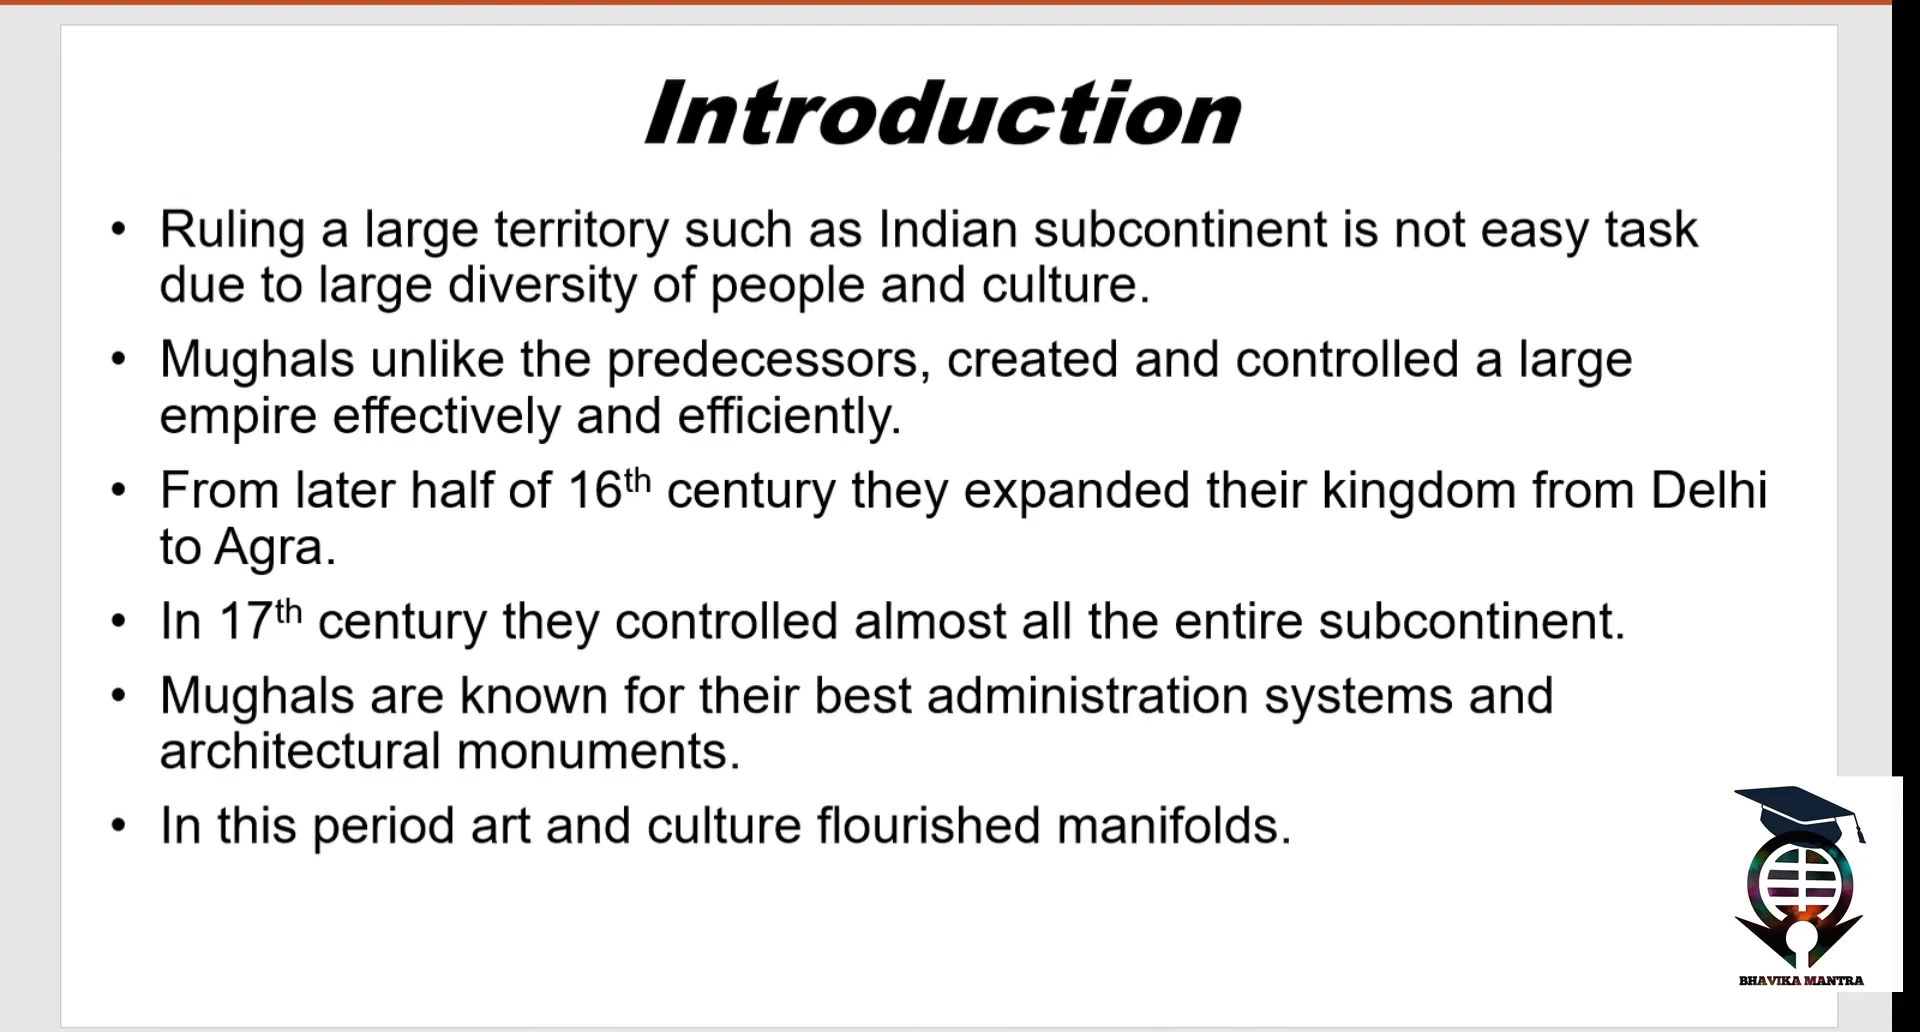 Introduction
• Ruling a large territory such as Indian subcontinent is not easy task
due to large diversity of people and culture.
• Mughals unlike the predecessors, created and controlled a large
empire effectively and efficiently.
• From later half of 16th century they expanded their kingdom from Delhi
to Agra.
• In 17th century they controlled almost all the entire subcontinent.
• Mughals are known for their best administration systems and
architectural monuments.
• In this period art and culture flourished manifolds.
BHAVIKA MANTRA